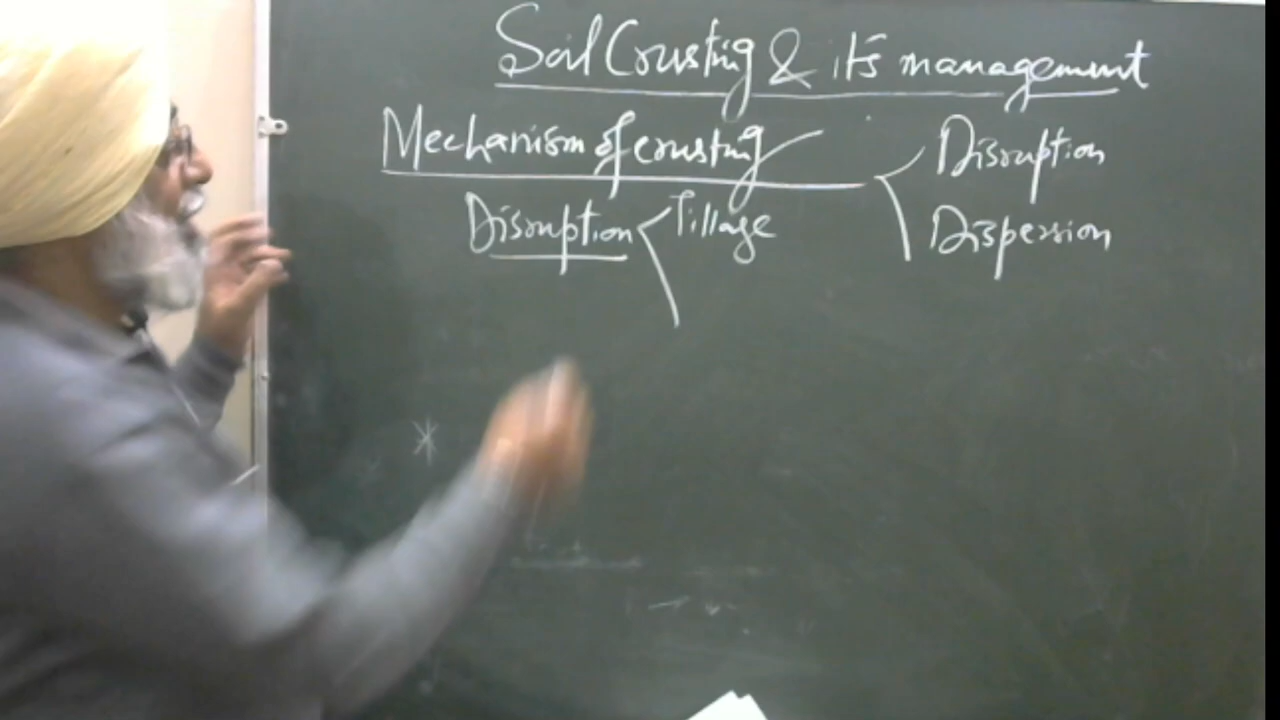 Soil Crusting & its management
Mechanism of crusting
Disruption
Dispersion
Disruption Tillage